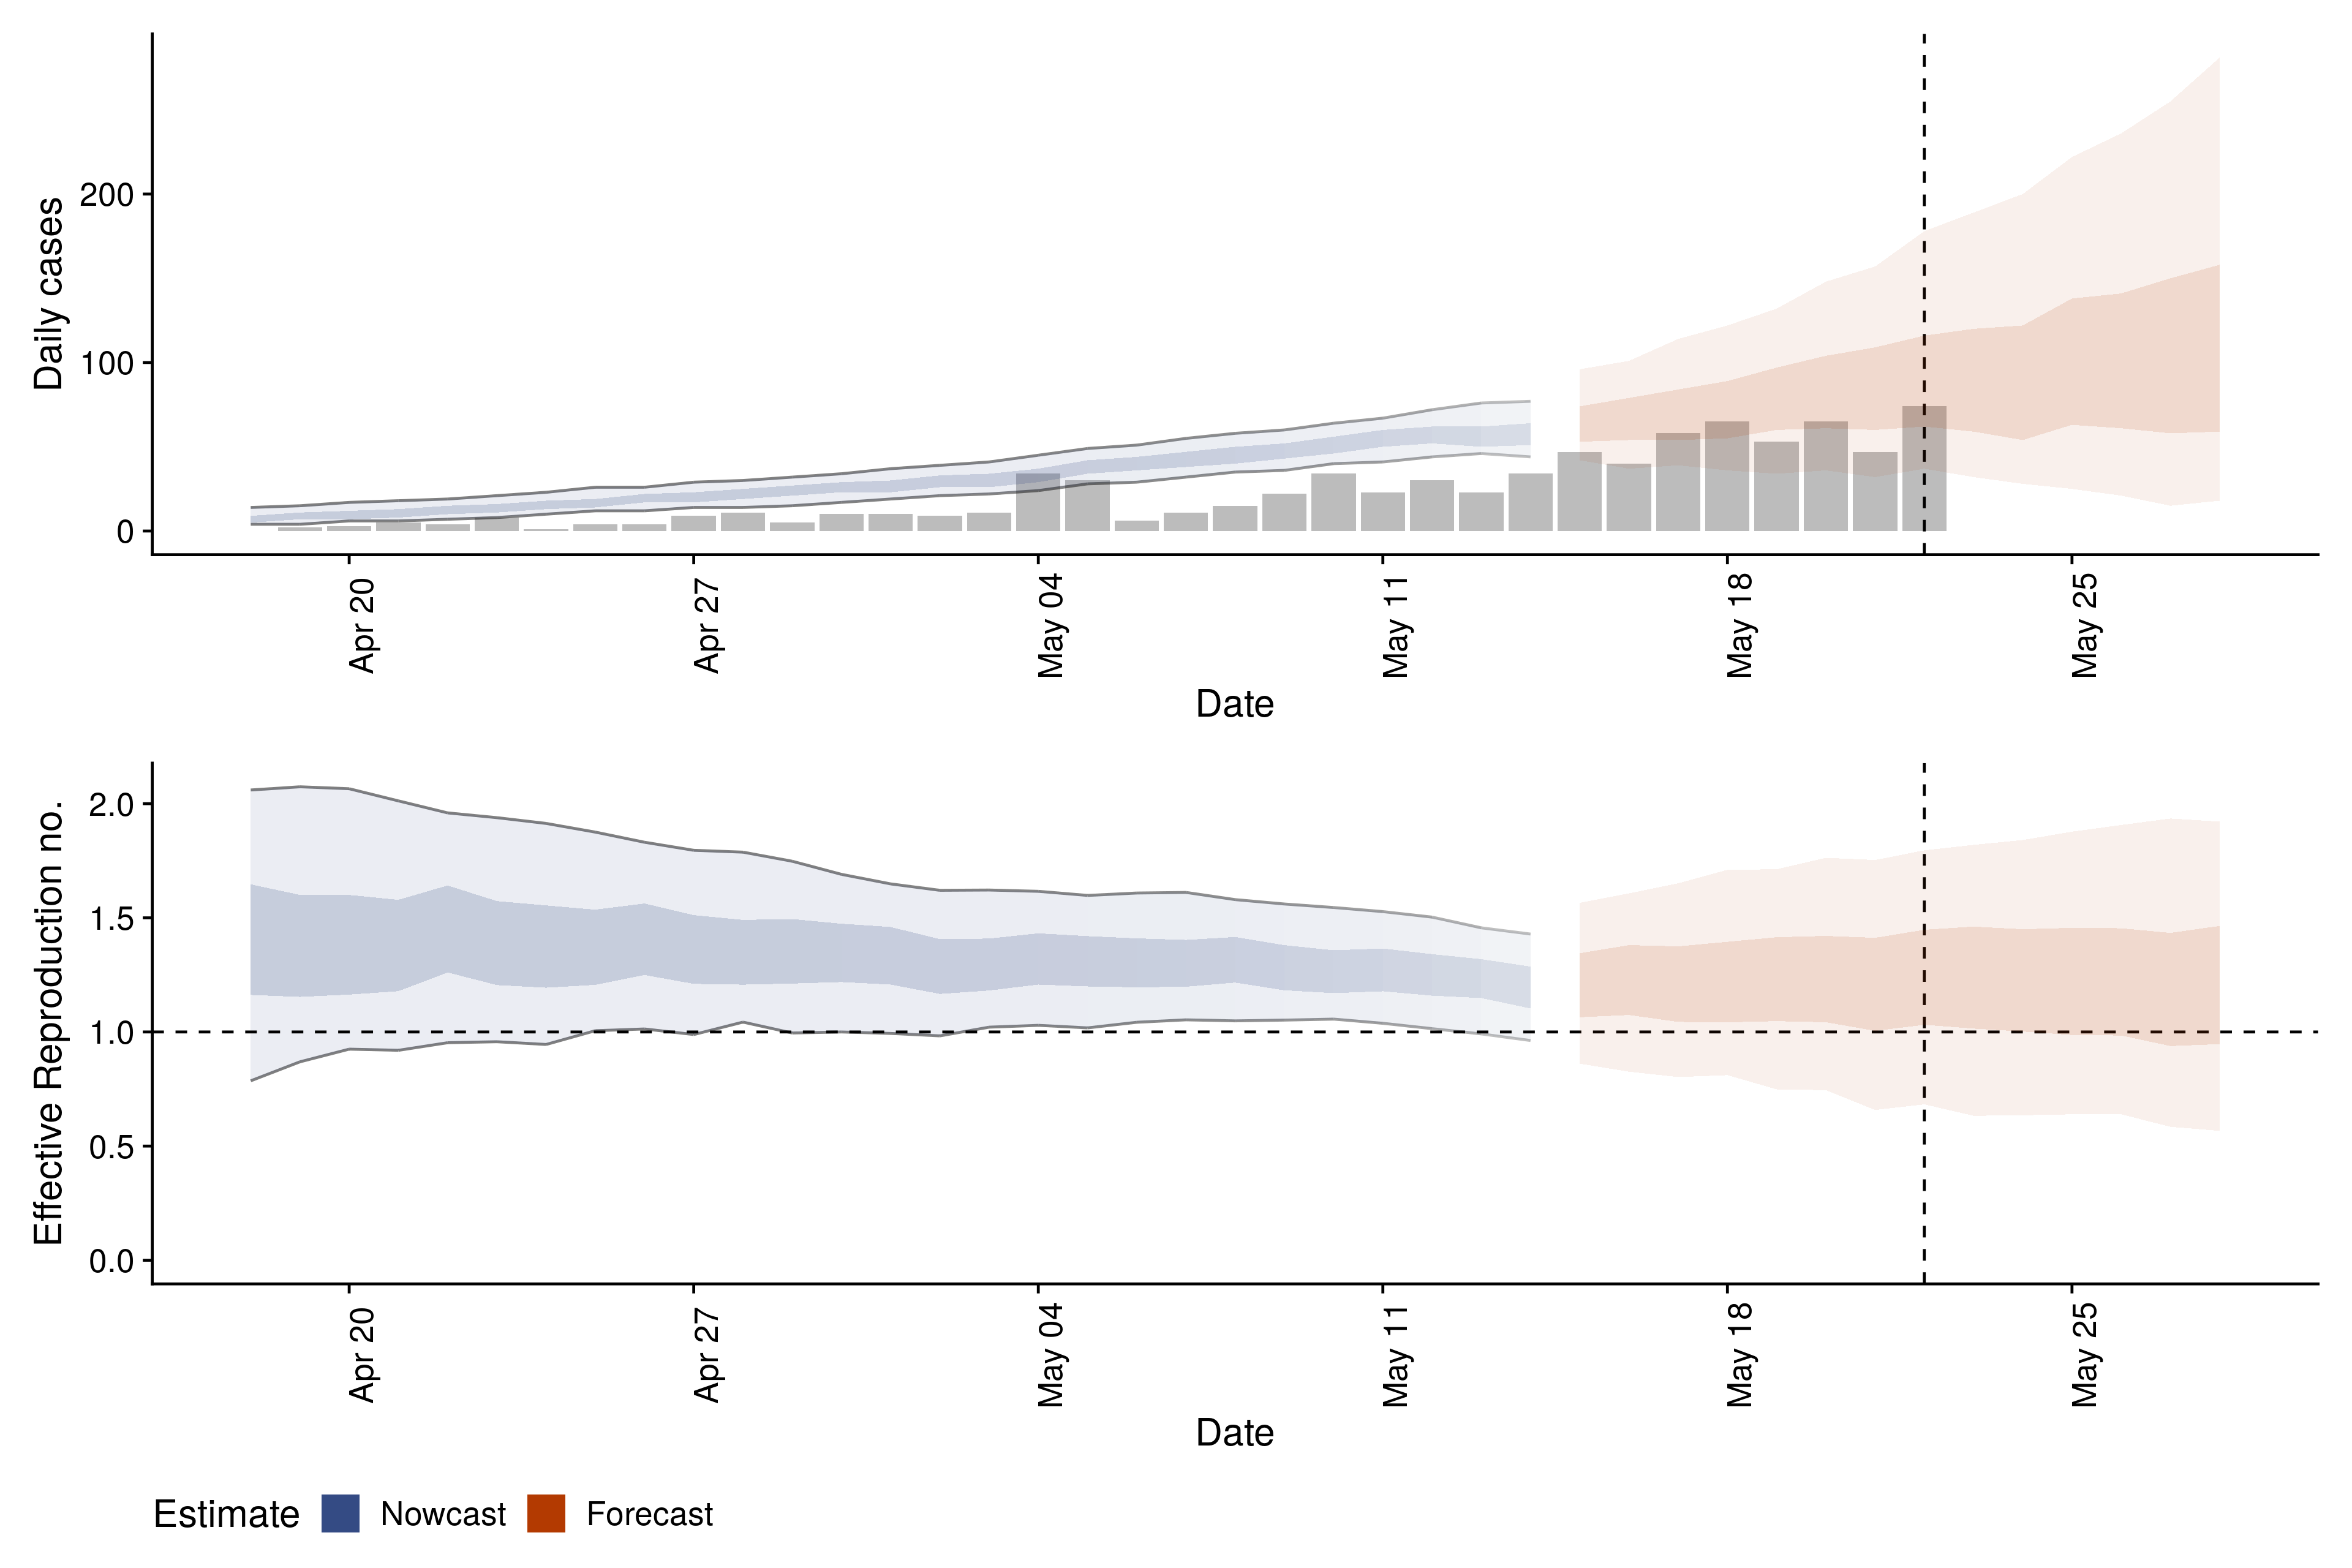 Daily cases
200
100
0
Apr 20
Apr 27
May 04
May 11
May 18
May 25
Date
Effective Reproduction no.
2.0
1.5
1.0
0.5
0.0
Apr 20
Apr 27
May 04
May 11
May 18
May 25
Date
Estimate Nowcast Forecast